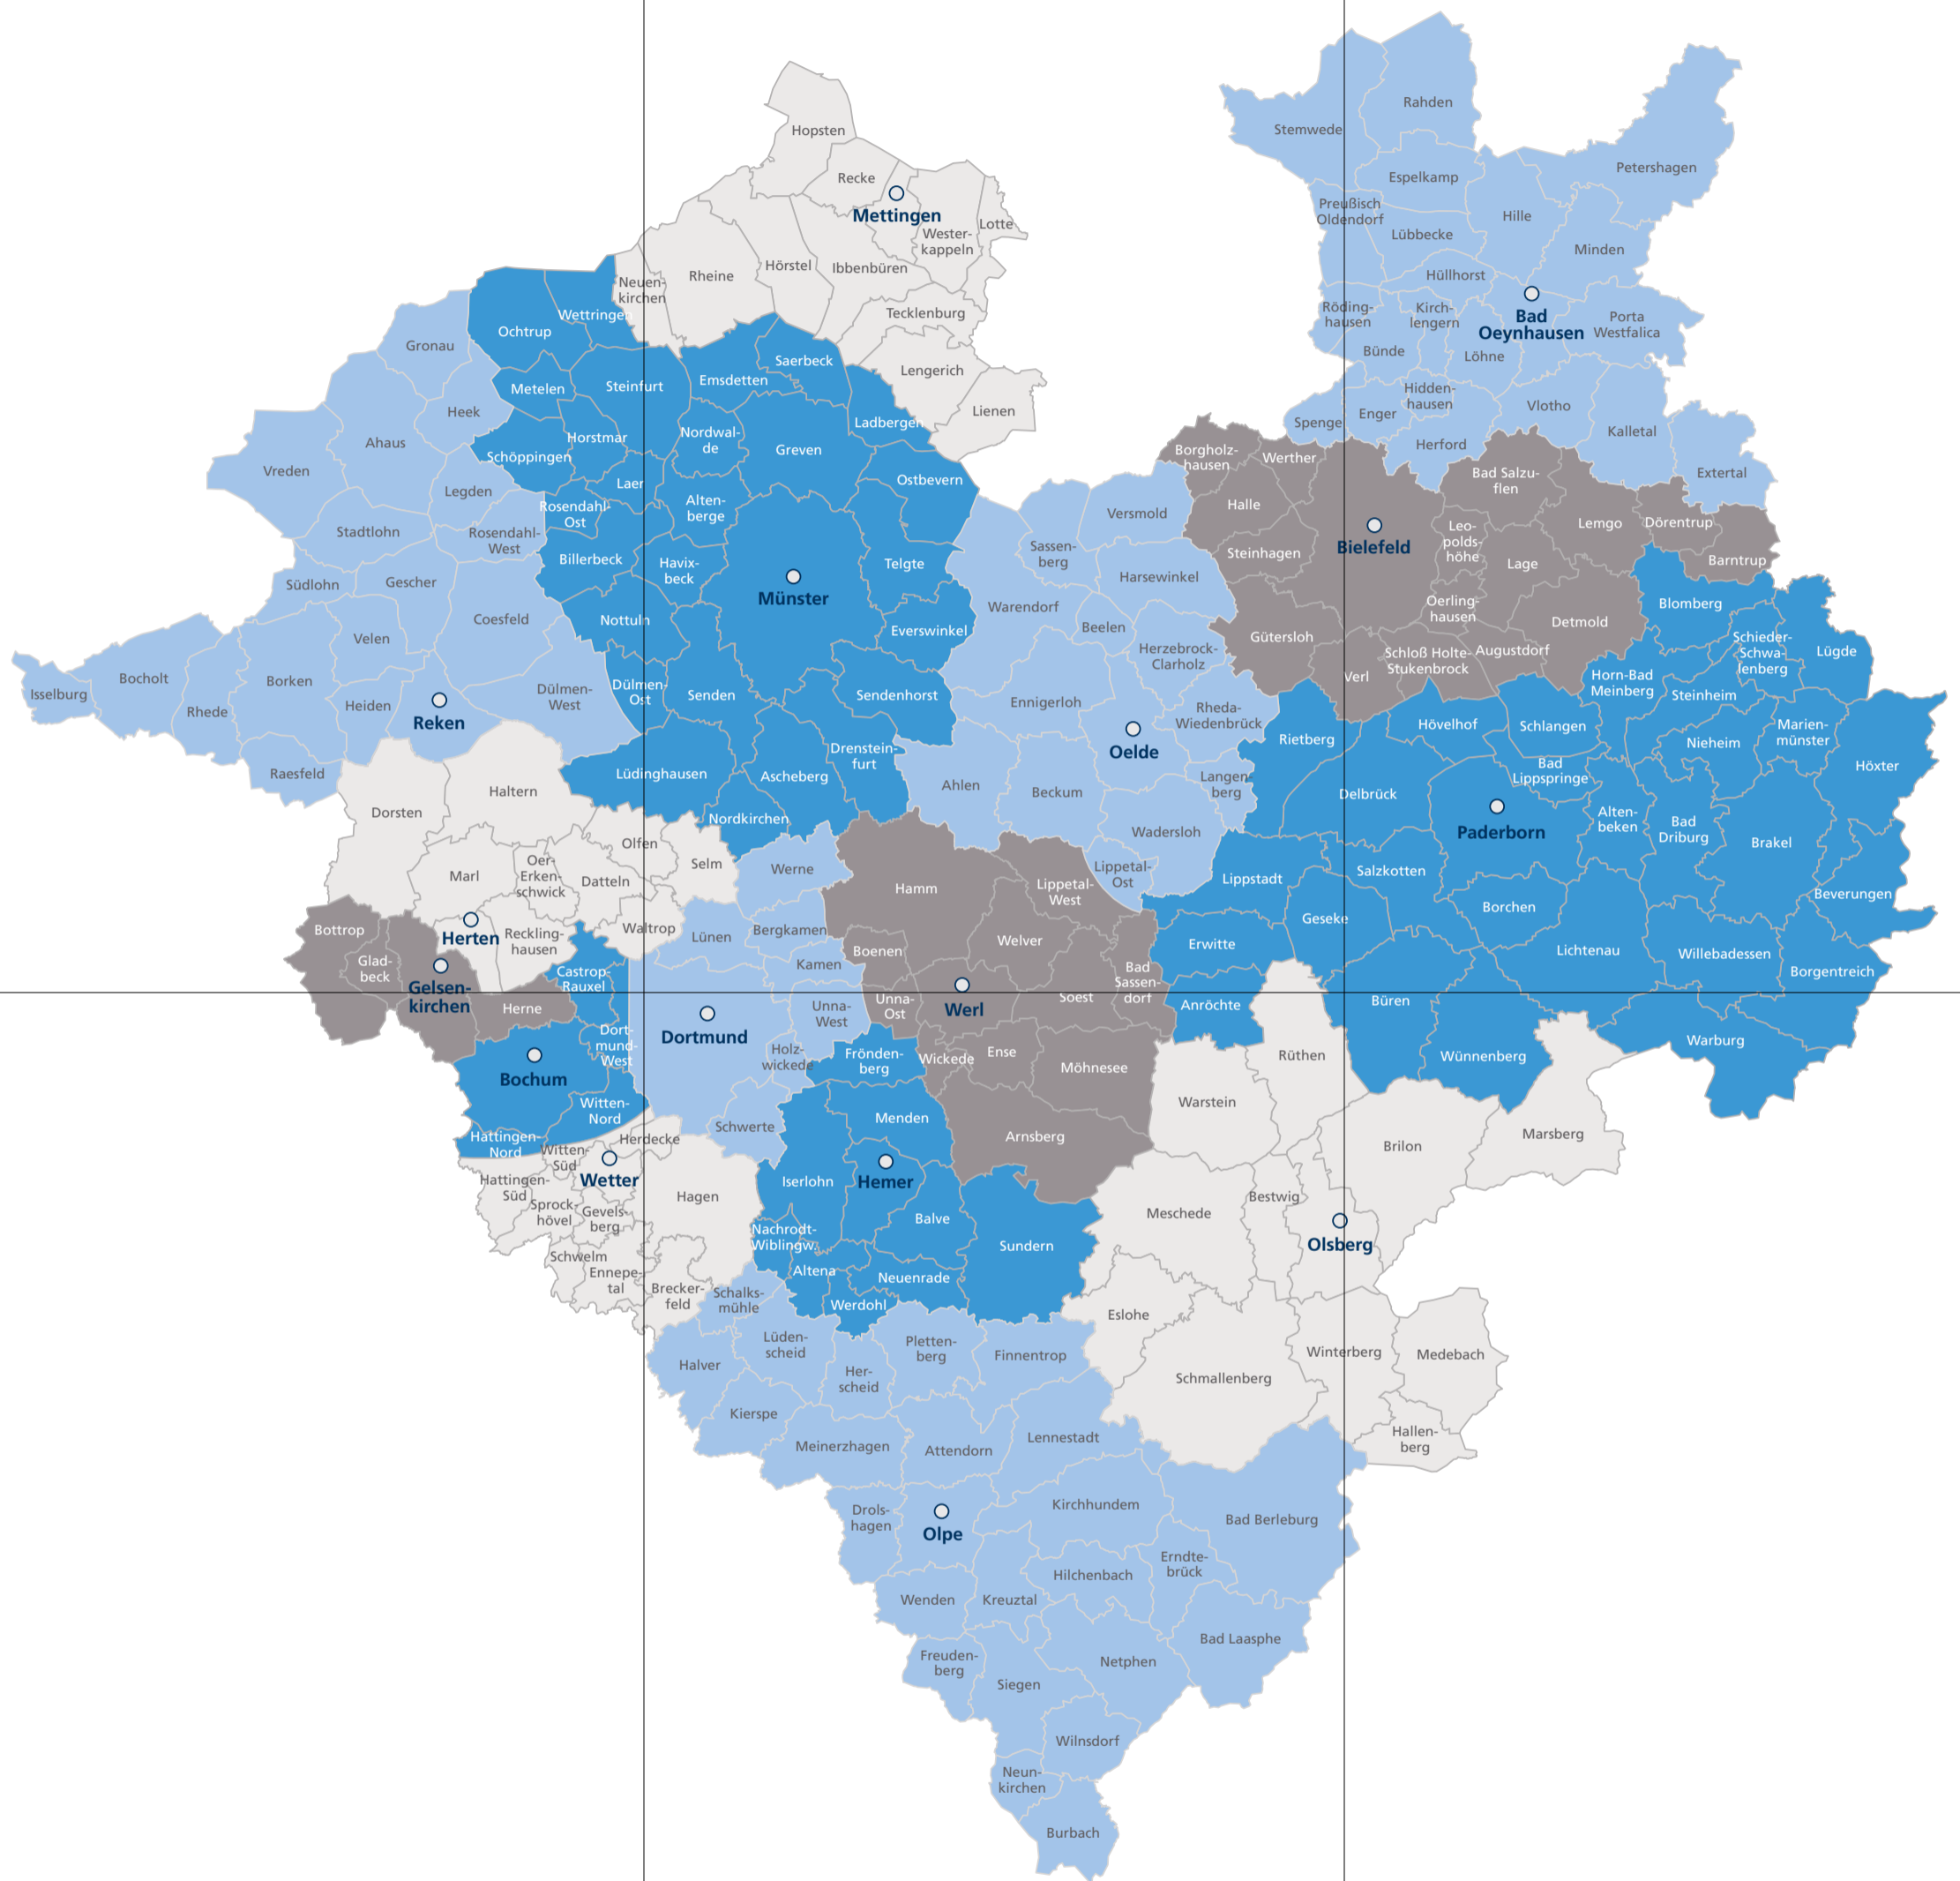 Rahden
Stemwede
Hopsten
Petershagen
Espelkamp
Recke
Preußisch
Oldendorf
Hille
Mettingen
Lotte
Wester-
kappeln
Lübbecke
Minden
Ibbenbüren
Hörstel
Rheine
Hüllhorst
Neuen-
kirchen
Tecklenburg
Röding-
hausen
Kirch-
lengern
Bad
Oeynhausen
Porta
Westfalica
Wettringen
Ochtrup
Gronau
Bünde
Löhne
Saerbeck
Lengerich
Emsdetten
Steinfurt
Metelen
Hidden-
hausen
Vlotho
Heek
Lienen
Enger
Spenge
Ladbergen
Kalletal
Horstmar
Nordwal-
de
Ahaus
Greven
Herford
Borgholz-
hausen
Werther
Schöppingen
Vreden
Extertal
Bad Salzu-
flen
Ostbevern
Laer
Legden
Halle
Alten-
berge
Rosendahl-
Ost
Versmold
Lemgo
Dörentrup
Stadtlohn
Rosendahl-
West
Leo-
polds-
höhe
Bielefeld
Sassen-
berg
Steinhagen
Barntrup
Lage
Telgte
Billerbeck
Havix-
beck
Harsewinkel
Südlohn
Gescher
Münster
Blomberg
Warendorf
Oerling-
hausen
Coesfeld
Nottuln
Detmold
Beelen
Everswinkel
Gütersloh
Velen
Schieder-
Schwa-
lenberg
Lügde
Herzebrock-
Clarholz
Augustdorf
Schloß Holte-
Stukenbrock
Verl
Bocholt
Borken
Horn-Bad
Meinberg
Isselburg
Dülmen-
West
Dülmen-
Ost
Senden
Sendenhorst
Steinheim
Ennigerloh
Heiden
Rhede
Reken
Rheda-
Wiedenbrück
Hövelhof
Schlangen
Marien-
münster
Rietberg
Nieheim
Oelde
Drenstein-
furt
Raesfeld
Lüdinghausen
Ascheberg
Bad
Lippspringe
Höxter
Langen
berg
Ahlen
Beckum
Haltern
Delbrück
Dorsten
Nordkirchen
Alten-
beken
Bad
Driburg
Paderborn
Wadersloh
Brakel
Olfen
Selm
Werne
Oer-
Erken-
schwick
Marl
Datteln
Lippetal-
Ost
Salzkotten
Lippstadt
Hamm
Lippetal-
West
Beverungen
Borchen
Geseke
Waltrop
Bottrop
Herten
Reckling-
hausen
Lünen
Bergkamen
Welver
Erwitte
Boenen
Lichtenau
Willebadessen
Kamen
Glad-
beck
Castrop-
Rauxel
Bad
Sassen-
dorf
Borgentreich
Gelsen-
kirchen
Soest
Büren
Anröchte
Unna-
Ost
Unna-
West
Herne
Werl
Dortmund
Dort-
mund-
West
Warburg
Holz-
wickede
Frönden-
berg
Wickede
Ense
Rüthen
Wünnenberg
Möhnesee
Bochum
Warstein
Witten-
Nord
Menden
Schwerte
Arnsberg
Marsberg
Hattingen-
Nord
Herdecke
Brilon
Witten-
Süd
Wetter
Iserlohn
Hemer
Hattingen-
Süd
Hagen
Bestwig
Sprock-
hövel
Gevels-
berg
Meschede
Balve
Nachrodt-
Wiblingw.
Sundern
Olsberg
Schwelm
Ennepe-
tal
Altena
Neuenrade
Brecker-
feld
Schalks-
mühle
Werdohl
Eslohe
Lüden-
scheid
Pletten-
berg
Finnentrop
Winterberg
Medebach
Halver
Her-
scheid
Schmallenberg
Kierspe
Meinerzhagen
Attendorn
Lennestadt
Hallen-
berg
Kirchhundem
Drols-
hagen
Bad Berleburg
Olpe
Erndte-
brück
Hilchenbach
Wenden
Kreuztal
Bad Laasphe
Freuden-
berg
Netphen
Siegen
Wilnsdorf
Neun-
kirchen
Burbach